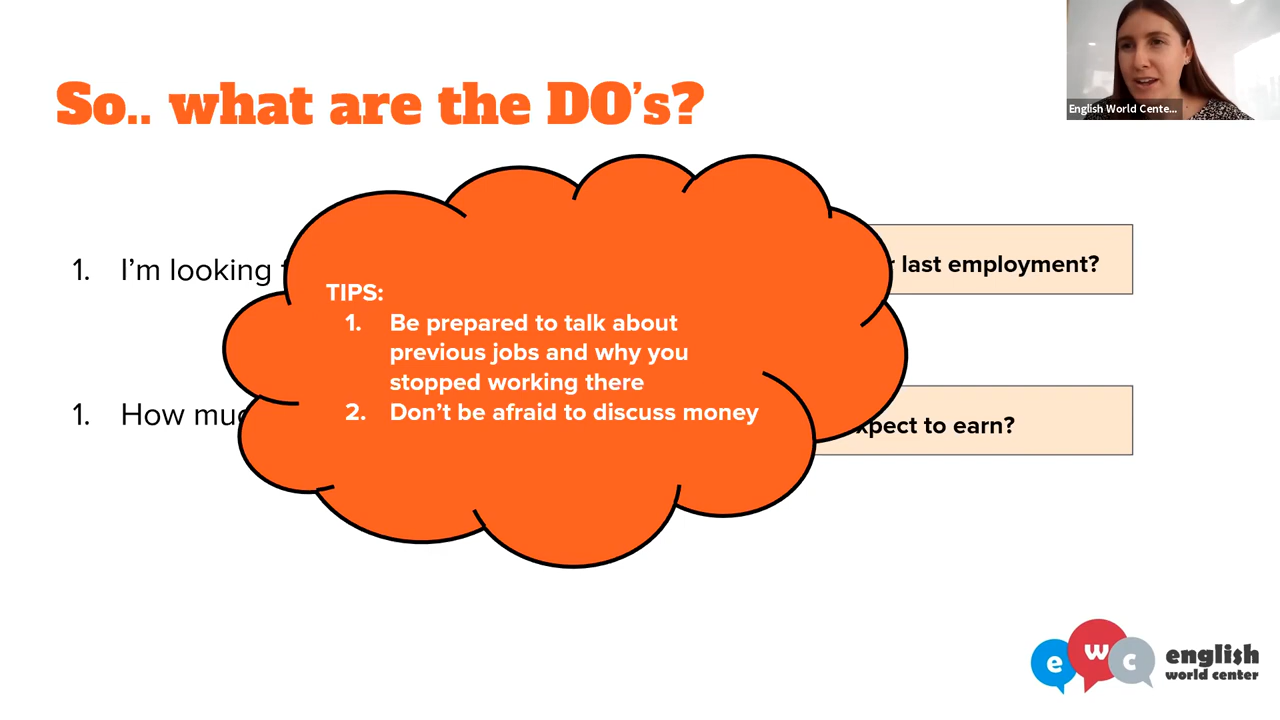 So.. what are the DO's?
English World Cente...
1. I'm looking
last employment?
TIPS:
1. Be prepared to talk about
previous jobs and why you
stopped working there
2. Don't be afraid to discuss money
1. How
to earn?
e w c english
world center